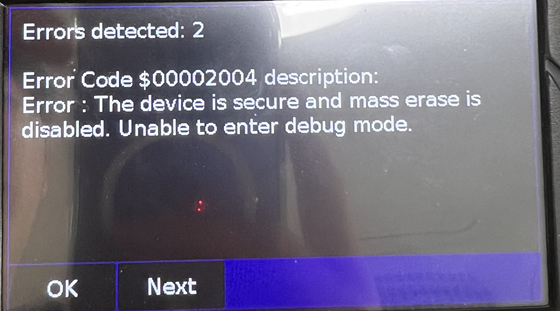 Errors detected: 2
Error Code $00002004 description:
Error : The device is secure and mass erase is
disabled. Unable to enter debug mode.
OK
Next